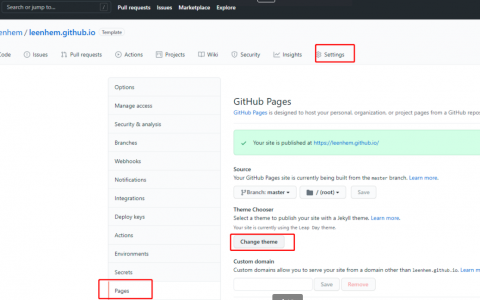 Search or jump to...
/
Pull requests
Issues
Marketplace
Explore
enhem / leenhem.github.io
Template
Code
Issues
Pull requests
Actions
Projects
Wiki
Security
Insights
Settings
Options
Manage access
Security & analysis
Branches
Webhooks
Notifications
Integrations
Deploy keys
Actions
Environments
Secrets
Pages
GitHub Pages
GitHub Pages is designed to host your personal, organization, or project pages from a GitHub repo
Your site is published at https://leenhem.github.io/
Source
Your GitHub Pages site is currently being built from the master branch. Learn more.
Branch: master
/ (root)
Save
Theme Chooser
Select a theme to publish your site with a Jekyll theme. Learn more.
Your site is currently using the Leap Day theme.
Change theme
Custom domain
Custom domains allow you to serve your site from a domain other than leenhem.github.io. Learn more
Save
Remove